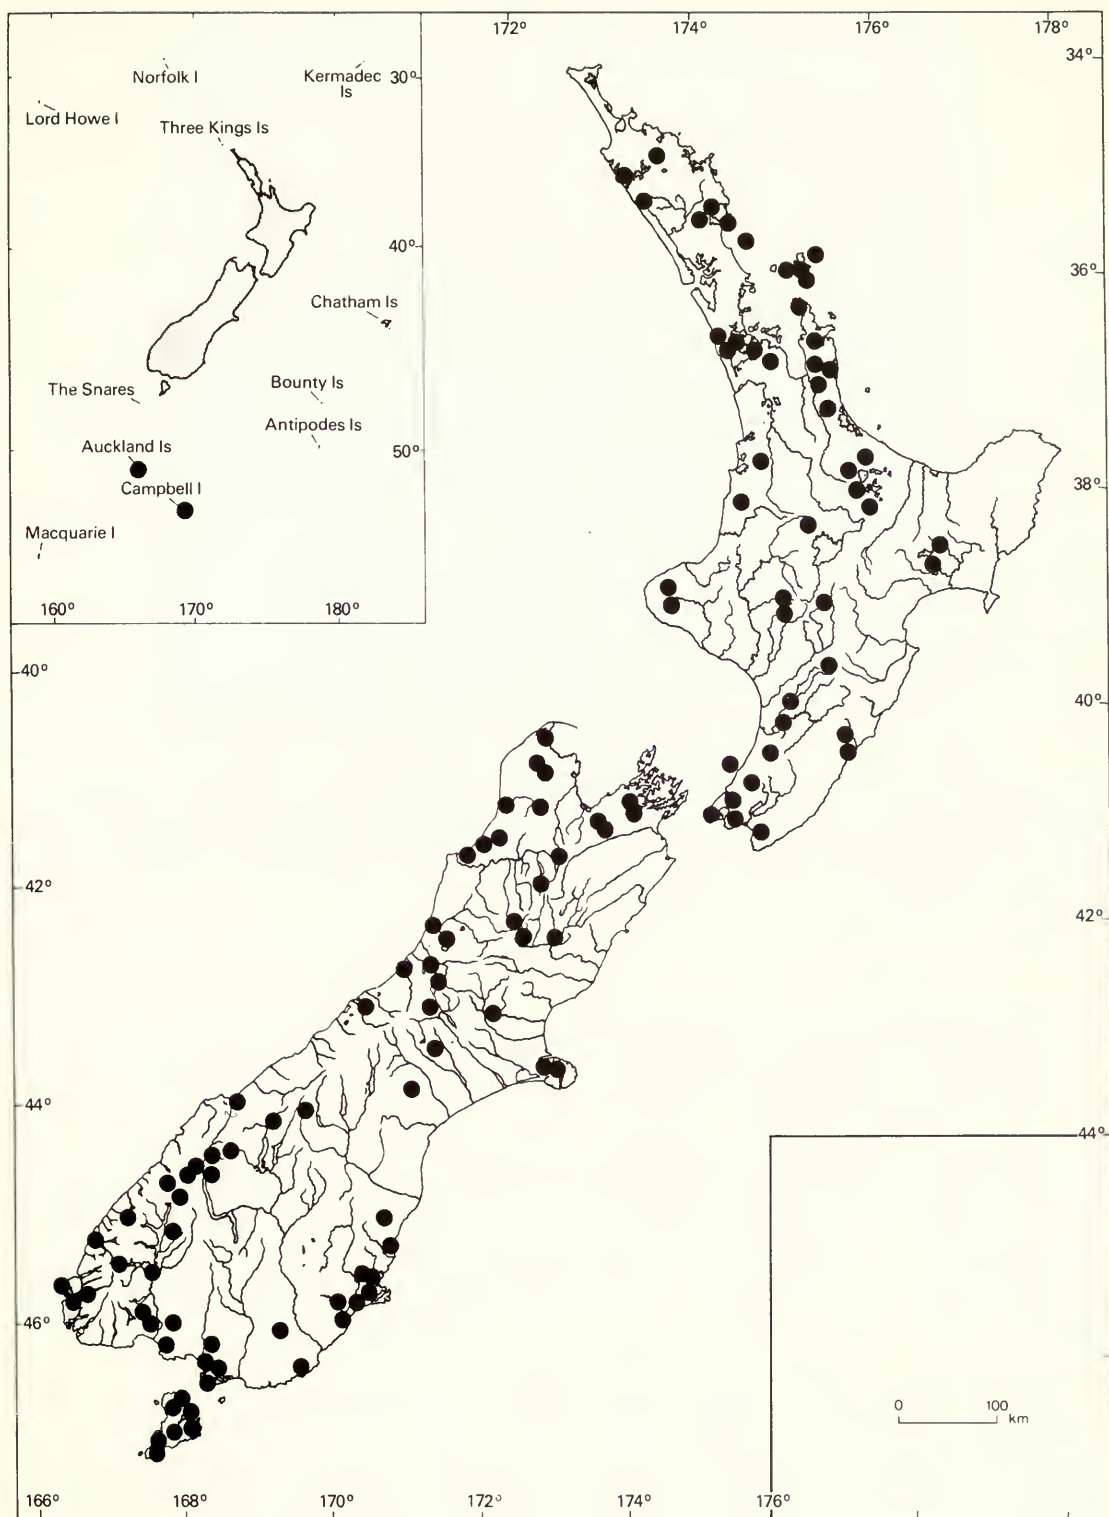 172° 174° 176° 178°
34°
Norfolk I Kermadec Is 30°
Lord Howe I
Three Kings Is
40°
36°
Chatham Is
The Snares
Bounty Is
Antipodes Is
Auckland Is
50°
Campbell I
38°
Macquarie I
160° 170° 180°
40°
40°
42°
42°
44°
44°
46°
0 100
km
166° 168° 170° 172° 174° 176°